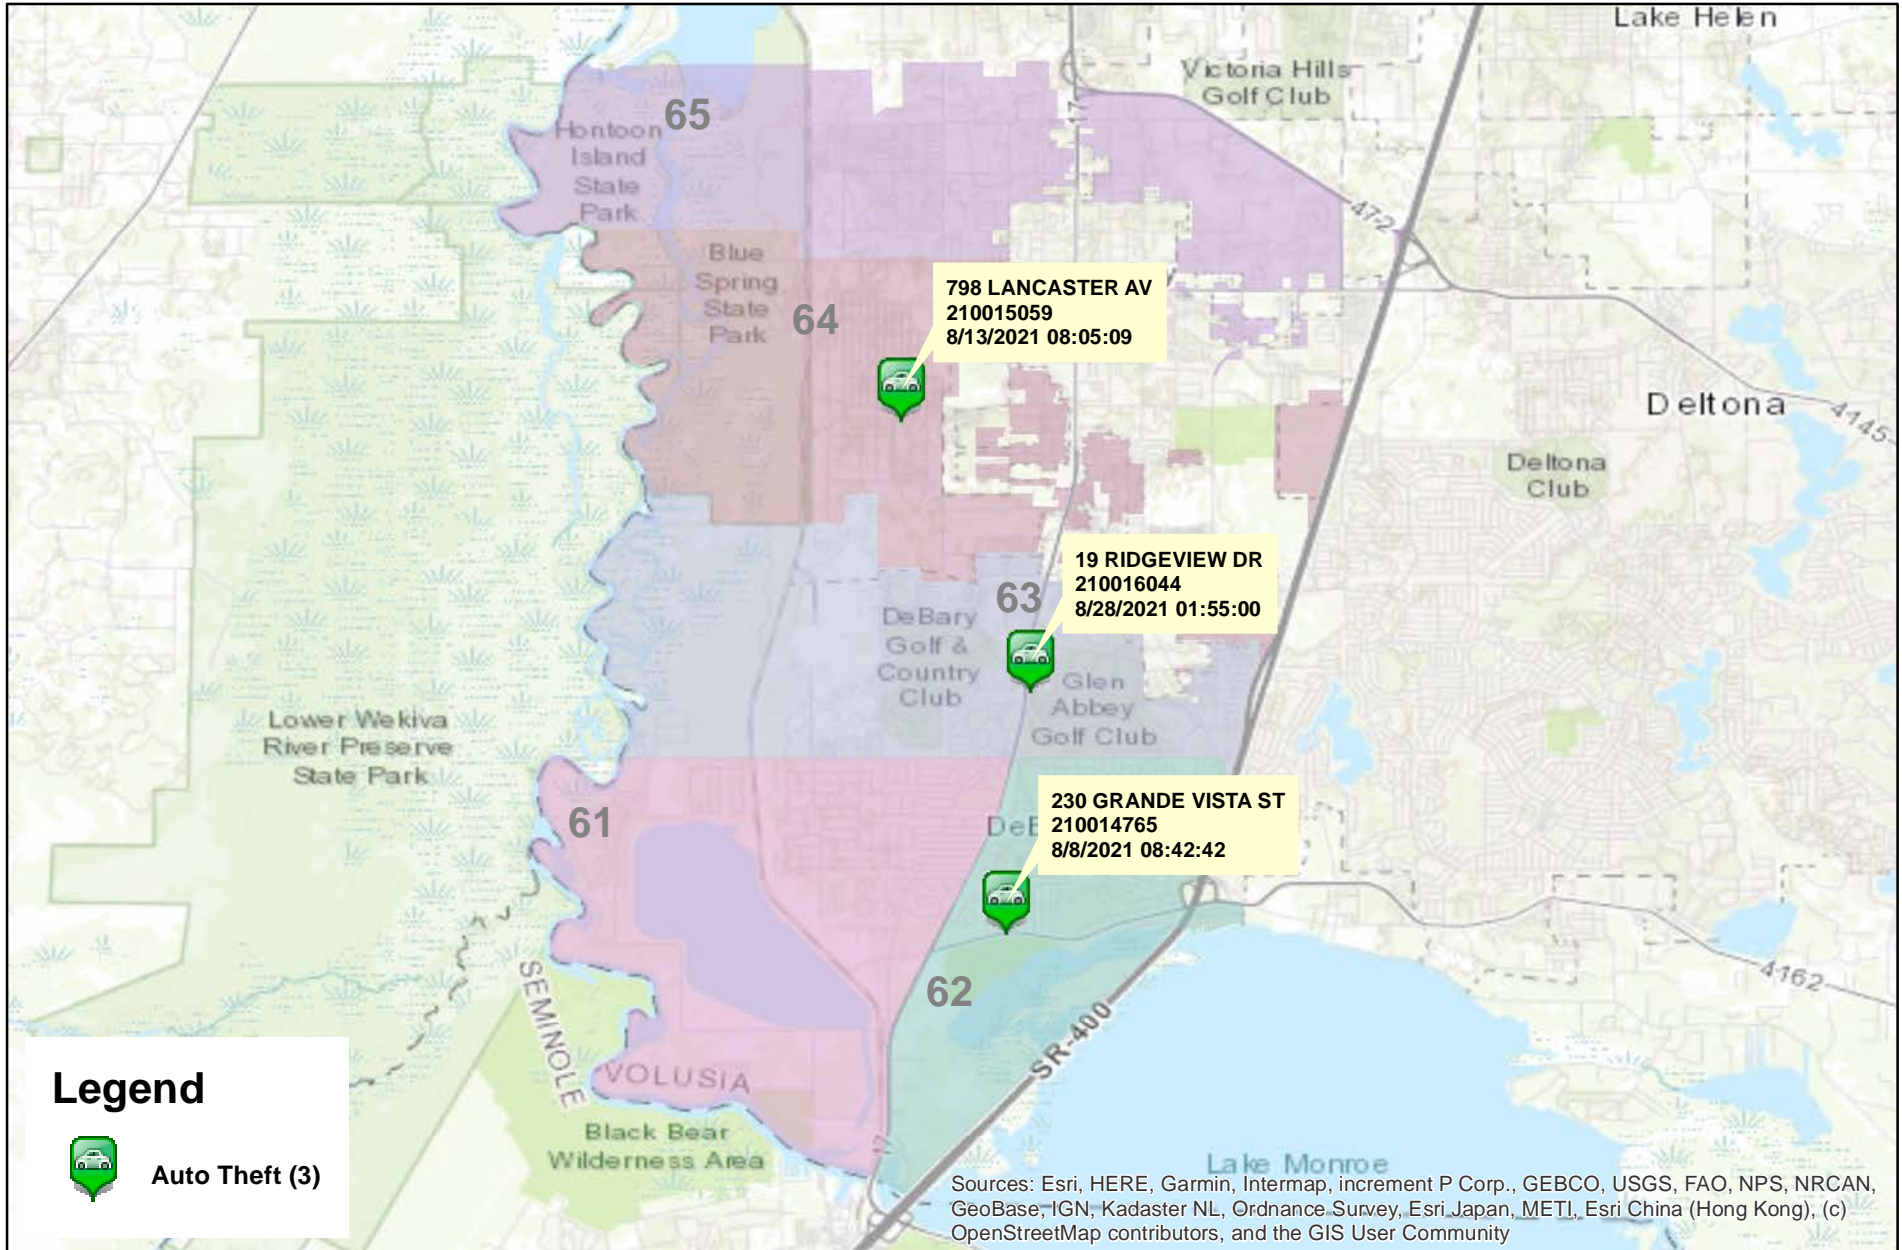 Lake Helen
Victoria Hills
Golf Club
17
65
Hontoon
Island
State
Park
472
Blue
Spring
State
Park
64
798 LANCASTER AV
210015059
8/13/2021 08:05:09
Deltona
4145
Deltona
Club
19 RIDGEVIEW DR
210016044
8/28/2021 01:55:00
63
DeBary
Golf &
Country
Club
Glen
Abbey
Golf Club
Lower Wekiva
River Preserve
State Park
61
230 GRANDE VISTA ST
210014765
8/8/2021 08:42:42
DeB
62
4162
SEMINOLE
VOLUSIA
SR-400
Black Bear
Wilderness Area
17
Lake Monroe
Legend
Auto Theft (3)
Sources: Esri, HERE, Garmin, Intermap, increment P Corp., GEBCO, USGS, FAO, NPS, NRCAN,
GeoBase, IGN, Kadaster NL, Ordnance Survey, Esri Japan, METI, Esri China (Hong Kong), (c)
OpenStreetMap contributors, and the GIS User Community